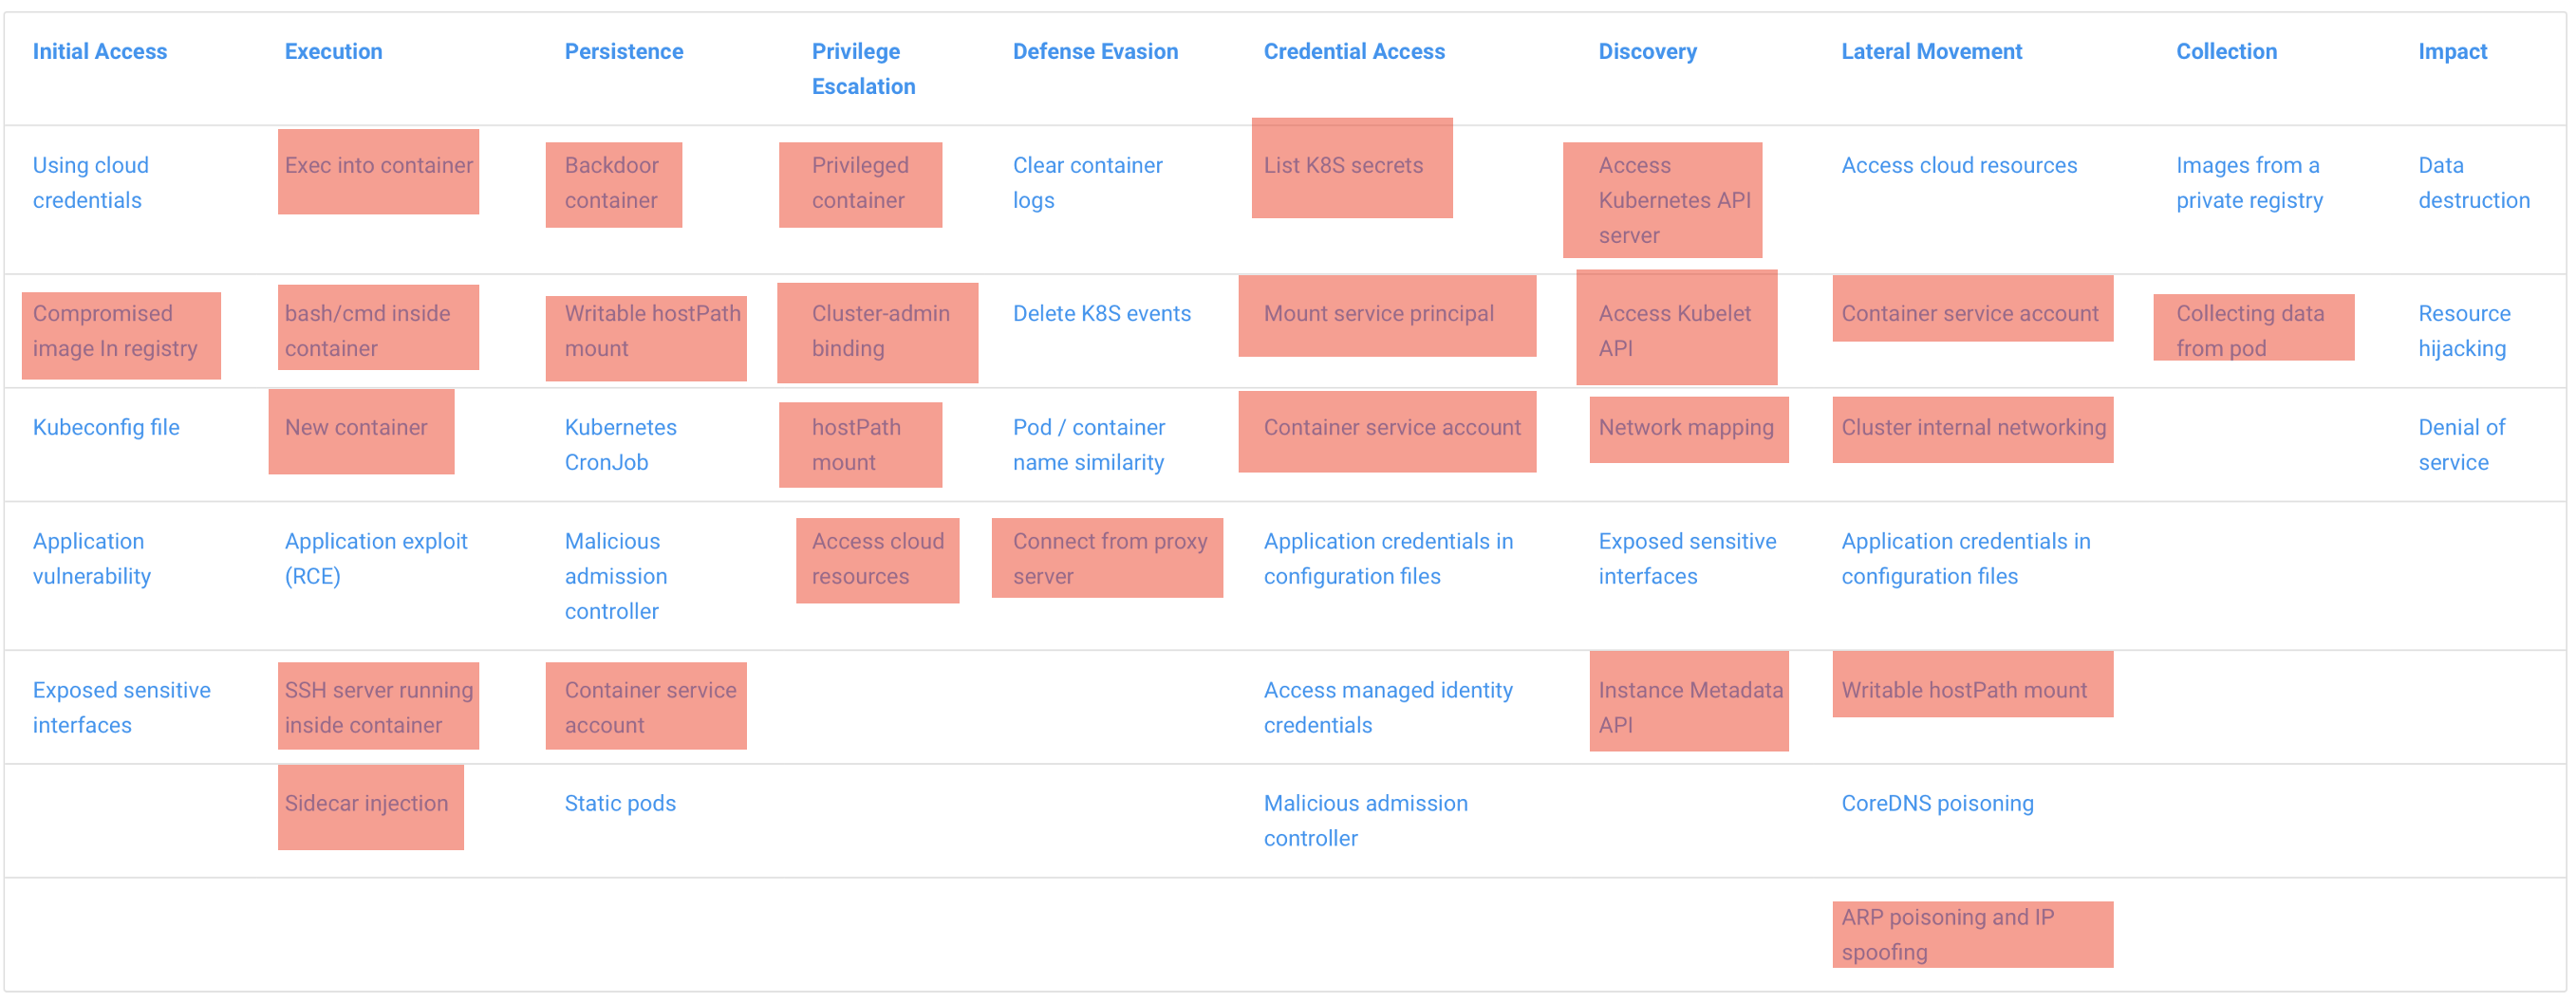 Initial Access
Execution
Persistence
Privilege
Escalation
Defense Evasion
Credential Access
Discovery
Lateral Movement
Collection
Impact
Using cloud
credentials
Exec into container
Backdoor
container
Privileged
container
Clear container
logs
List K8S secrets
Access
Kubernetes API
server
Access cloud resources
Images from a
private registry
Data
destruction
Compromised
image In registry
bash/cmd inside
container
Writable hostPath
mount
Cluster-admin
binding
Delete K8S events
Mount service principal
Access Kubelet
API
Container service account
Collecting data
from pod
Resource
hijacking
Kubeconfig file
New container
Kubernetes
CronJob
hostPath
mount
Pod / container
name similarity
Container service account
Network mapping
Cluster internal networking
Denial of
service
Application
vulnerability
Application exploit
(RCE)
Malicious
admission
controller
Access cloud
resources
Connect from proxy
server
Application credentials in
configuration files
Exposed sensitive
interfaces
Application credentials in
configuration files
Exposed sensitive
interfaces
SSH server running
inside container
Container service
account
Access managed identity
credentials
Instance Metadata
API
Writable hostPath mount
Sidecar injection
Static pods
Malicious admission
controller
CoreDNS poisoning
ARP poisoning and IP
spoofing